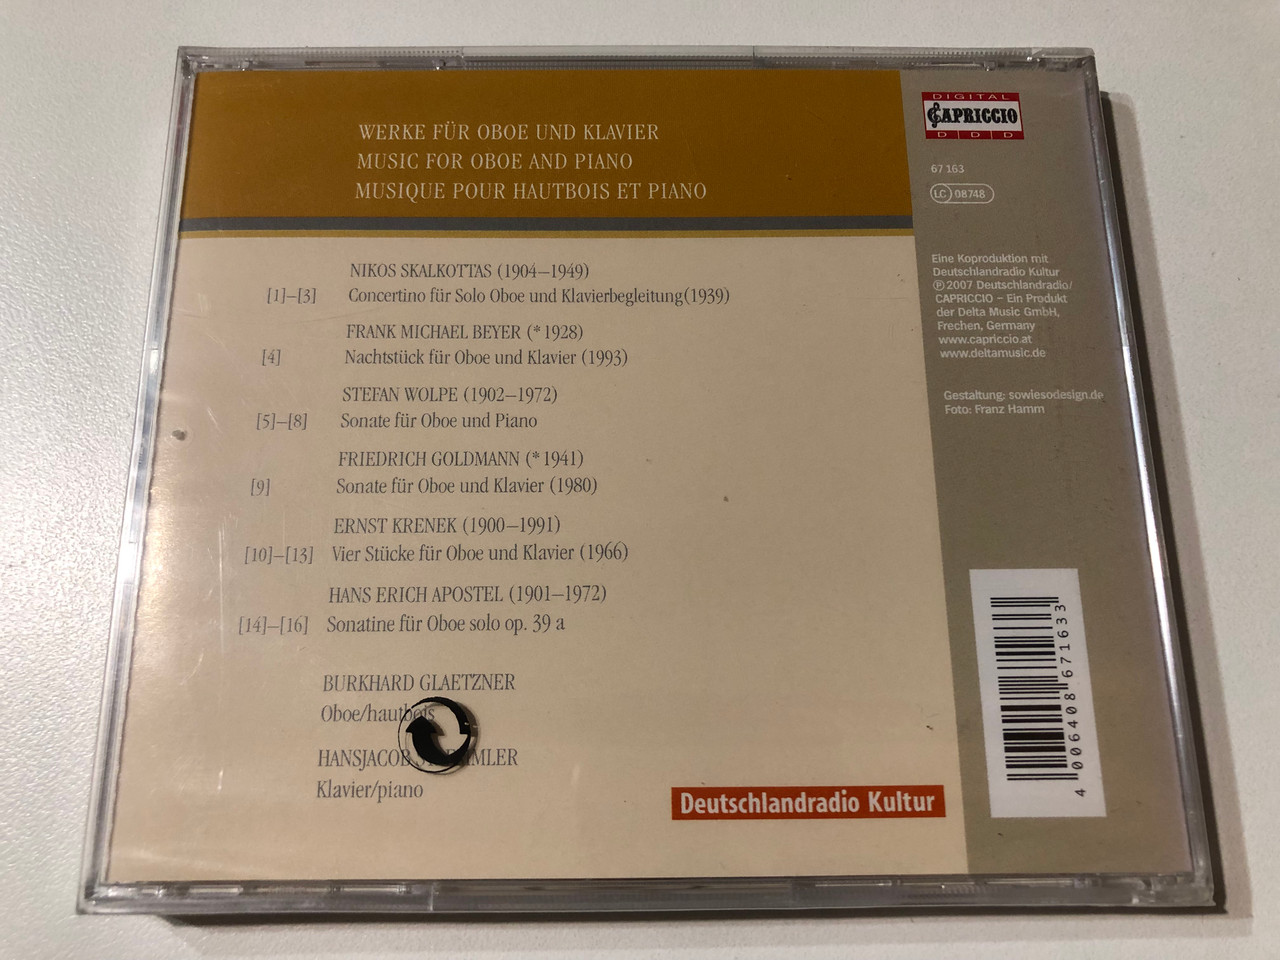 WERKE FÜR OBOE UND KLAVIER
MUSIC FOR OBOE AND PIANO
MUSIQUE POUR HAUTBOIS ET PIANO
NIKOS SKALKOTTAS (1904–1949)
[1]–[3] Concertino für Solo Oboe und Klavierbegleitung(1939)
FRANK MICHAEL BEYER (* 1928)
[4] Nachtstück für Oboe und Klavier (1993)
STEFAN WOLPE (1902–1972)
[5]–[8] Sonate für Oboe und Piano
FRIEDRICH GOLDMANN (* 1941)
[9] Sonate für Oboe und Klavier (1980)
ERNST KRENEK (1900–1991)
[10]–[13] Vier Stücke für Oboe und Klavier (1966)
HANS ERICH APOSTEL (1901–1972)
[14]–[16] Sonatine für Oboe solo op. 39 a
BURKHARD GLAETZNER
Oboe/hautbois
HANSJACOB
Klavier/piano
Deutschlandradio Kultur
DIGITAL
CAPRICCIO
D D D
67 163
LC 08748
Eine Koproduktion mit
Deutschlandradio Kultur
℗ 2007 Deutschlandradio/
CAPRICCIO – Ein Produkt
der Delta Music GmbH,
Frechen, Germany
www.capriccio.at
www.deltamusic.de
Gestaltung: sowiesodesign.de
Foto: Franz Hamm
4 006408 671633